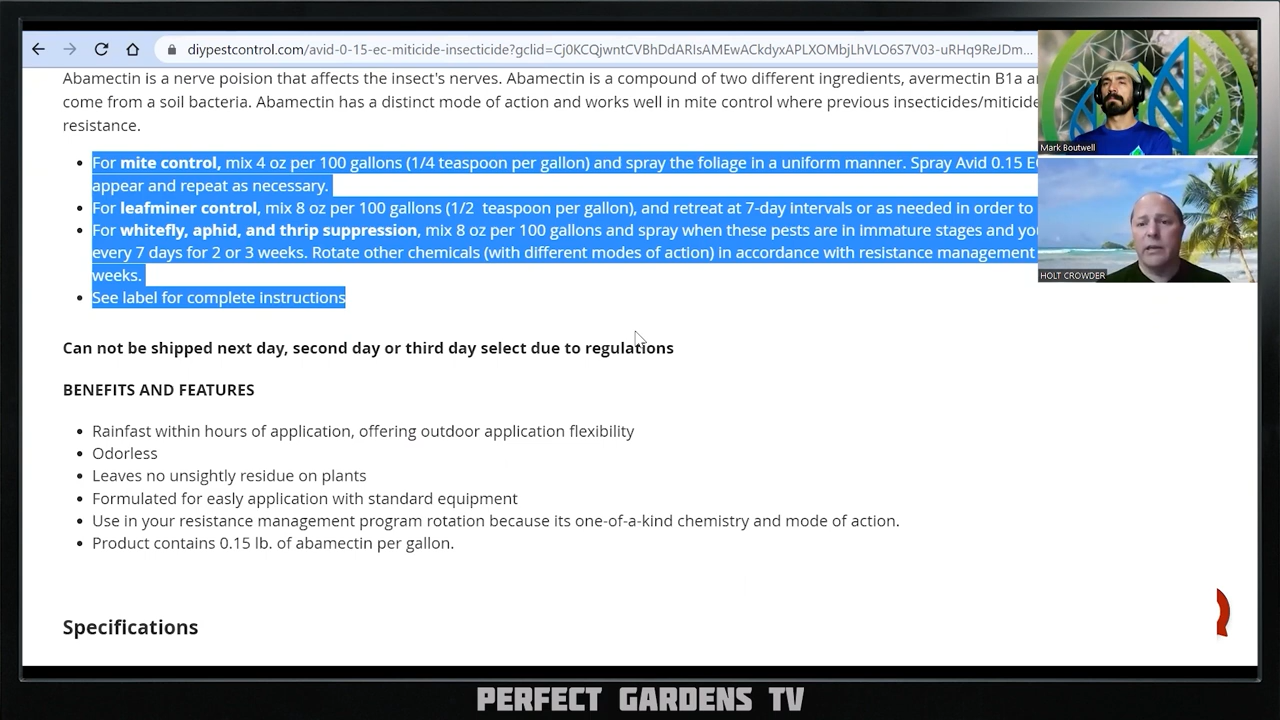 diypestcontrol.com/avid-0-15-ec-miticide-insecticide?gclid=Cj0KCQjwntCVBhDdARIsAMEwACkdyxAPLXOMbjLhVLO6S7V03-uRHq9ReJDm...
Abamectin is a nerve poision that affects the insect's nerves. Abamectin is a compound of two different ingredients, avermectin B1a
come from a soil bacteria. Abamectin has a distinct mode of action and works well in mite control where previous insecticides/miticide
resistance.
For mite control, mix 4 oz per 100 gallons (1/4 teaspoon per gallon) and spray the foliage in a uniform manner. Spray Avid 0.15
appear and repeat as necessary.
For leafminer control, mix 8 oz per 100 gallons (1/2 teaspoon per gallon), and retreat at 7-day intervals or as needed in order to
For whitefly, aphid, and thrip suppression, mix 8 oz per 100 gallons and spray when these pests are in immature stages and
every 7 days for 2 or 3 weeks. Rotate other chemicals (with different modes of action) in accordance with resistance management
weeks.
See label for complete instructions
Can not be shipped next day, second day or third day select due to regulations
BENEFITS AND FEATURES
Rainfast within hours of application, offering outdoor application flexibility
Odorless
Leaves no unsightly residue on plants
Formulated for easly application with standard equipment
Use in your resistance management program rotation because its one-of-a-kind chemistry and mode of action.
Product contains 0.15 lb. of abamectin per gallon.
Specifications
Mark Boutwell
HOLT CROWDER
PERFECT GARDENS TV